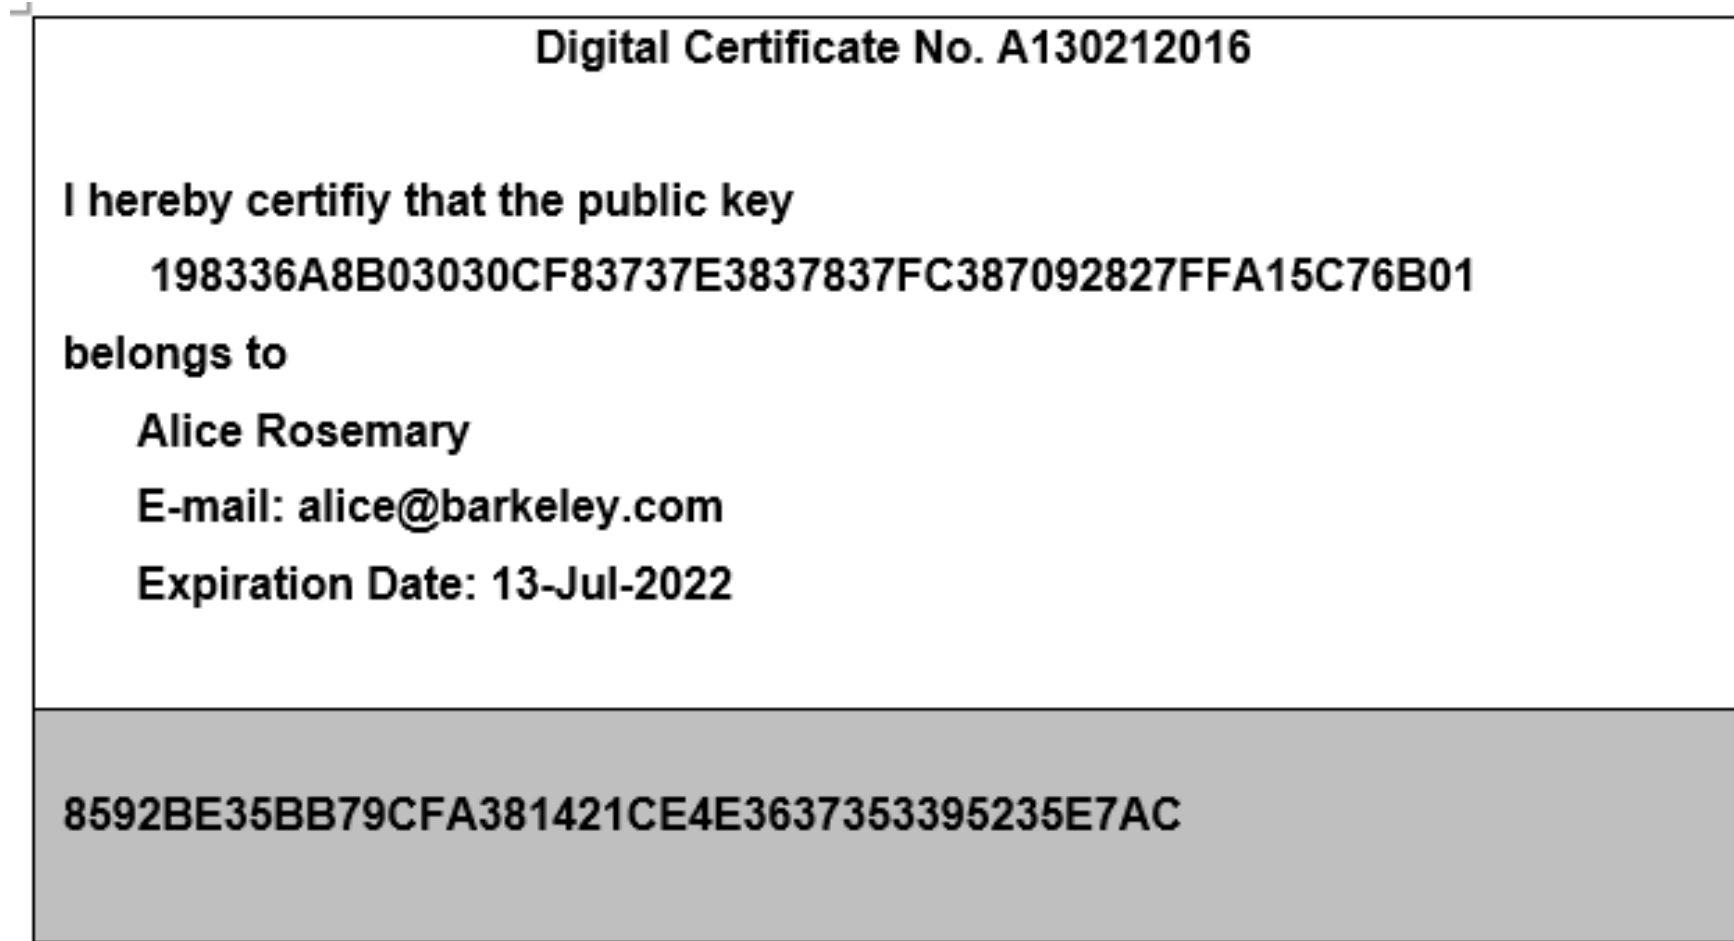 Digital Certificate No. A130212016
I hereby certifiy that the public key
198336A8B03030CF83737E3837837FC387092827FFA15C76B01
belongs to
Alice Rosemary
E-mail: alice@barkeley.com
Expiration Date: 13-Jul-2022
8592BE35BB79CFA381421CE4E3637353395235E7AC